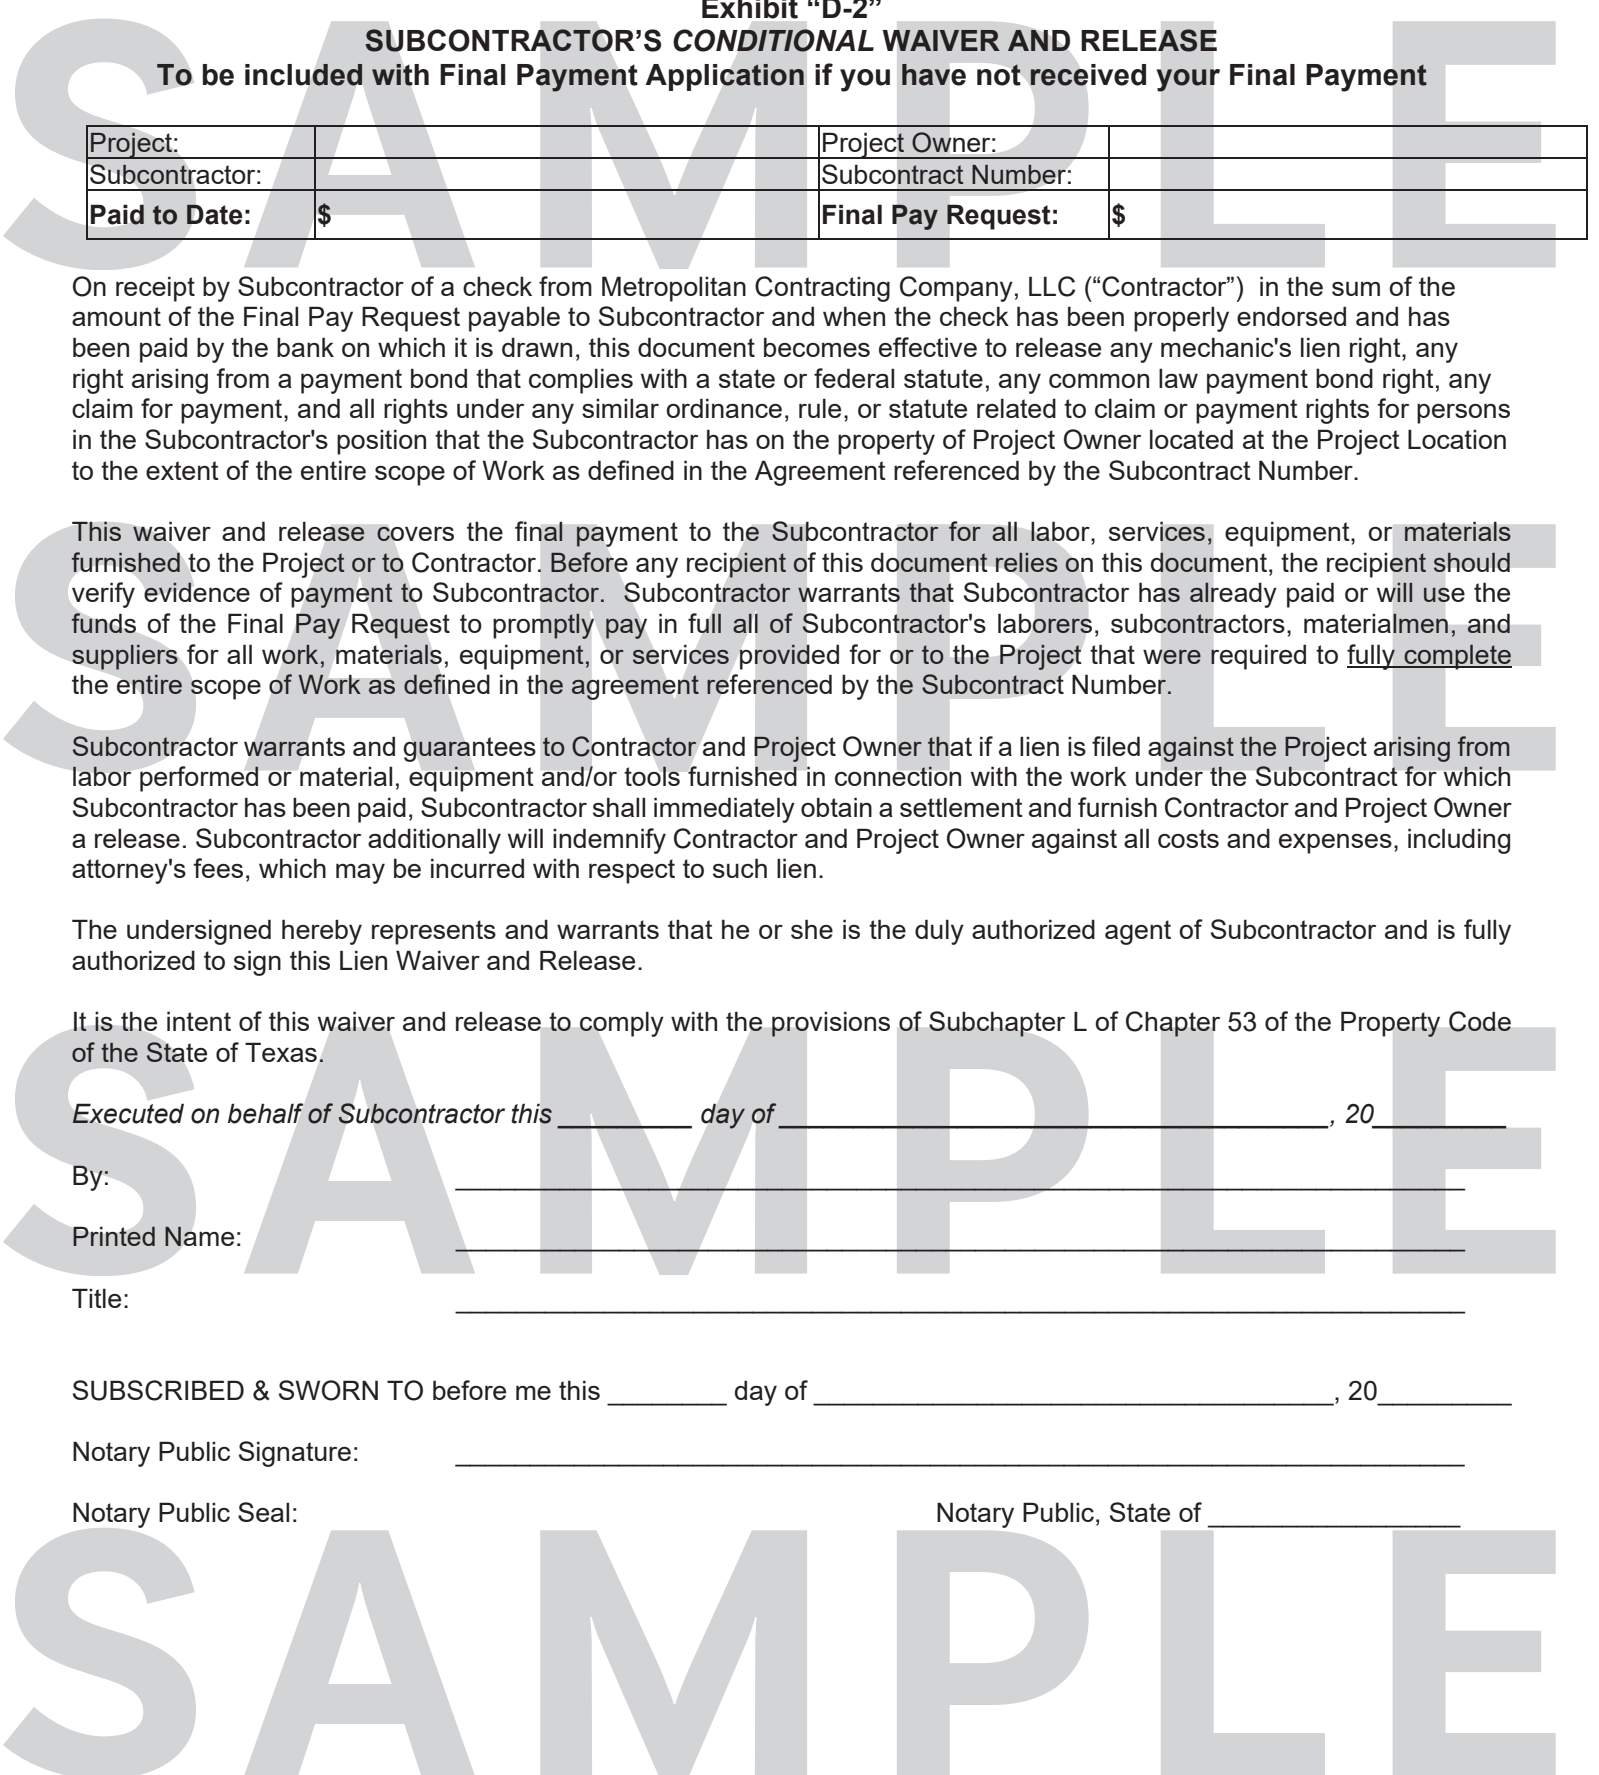 Exhibit “D-2”
SUBCONTRACTOR’S CONDITIONAL WAIVER AND RELEASE
To be included with Final Payment Application if you have not received your Final Payment
SAMPLE
Project: Project Owner:
Subcontractor: Subcontract Number:
Paid to Date: $ Final Pay Request: $
On receipt by Subcontractor of a check from Metropolitan Contracting Company, LLC (“Contractor”)  in the sum of the
amount of the Final Pay Request payable to Subcontractor and when the check has been properly endorsed and has
been paid by the bank on which it is drawn, this document becomes effective to release any mechanic's lien right, any
right arising from a payment bond that complies with a state or federal statute, any common law payment bond right, any
claim for payment, and all rights under any similar ordinance, rule, or statute related to claim or payment rights for persons
in the Subcontractor's position that the Subcontractor has on the property of Project Owner located at the Project Location
to the extent of the entire scope of Work as defined in the Agreement referenced by the Subcontract Number.
This waiver and release covers the final payment to the Subcontractor for all labor, services, equipment, or materials
furnished to the Project or to Contractor. Before any recipient of this document relies on this document, the recipient should
verify evidence of payment to Subcontractor.  Subcontractor warrants that Subcontractor has already paid or will use the
funds of the Final Pay Request to promptly pay in full all of Subcontractor's laborers, subcontractors, materialmen, and
suppliers for all work, materials, equipment, or services provided for or to the Project that were required to fully complete
the entire scope of Work as defined in the agreement referenced by the Subcontract Number.
SAMPLE
Subcontractor warrants and guarantees to Contractor and Project Owner that if a lien is filed against the Project arising from
labor performed or material, equipment and/or tools furnished in connection with the work under the Subcontract for which
Subcontractor has been paid, Subcontractor shall immediately obtain a settlement and furnish Contractor and Project Owner
a release. Subcontractor additionally will indemnify Contractor and Project Owner against all costs and expenses, including
attorney's fees, which may be incurred with respect to such lien.
The undersigned hereby represents and warrants that he or she is the duly authorized agent of Subcontractor and is fully
authorized to sign this Lien Waiver and Release.
It is the intent of this waiver and release to comply with the provisions of Subchapter L of Chapter 53 of the Property Code
of the State of Texas.
Executed on behalf of Subcontractor this _________ day of _____________________________________, 20_________
SAMPLE
By: ____________________________________________________________________
Printed Name: ____________________________________________________________________
Title: ____________________________________________________________________
SUBSCRIBED & SWORN TO before me this ________ day of ___________________________________, 20_________
Notary Public Signature: ____________________________________________________________________
Notary Public Seal: Notary Public, State of _________________
SAMPLE